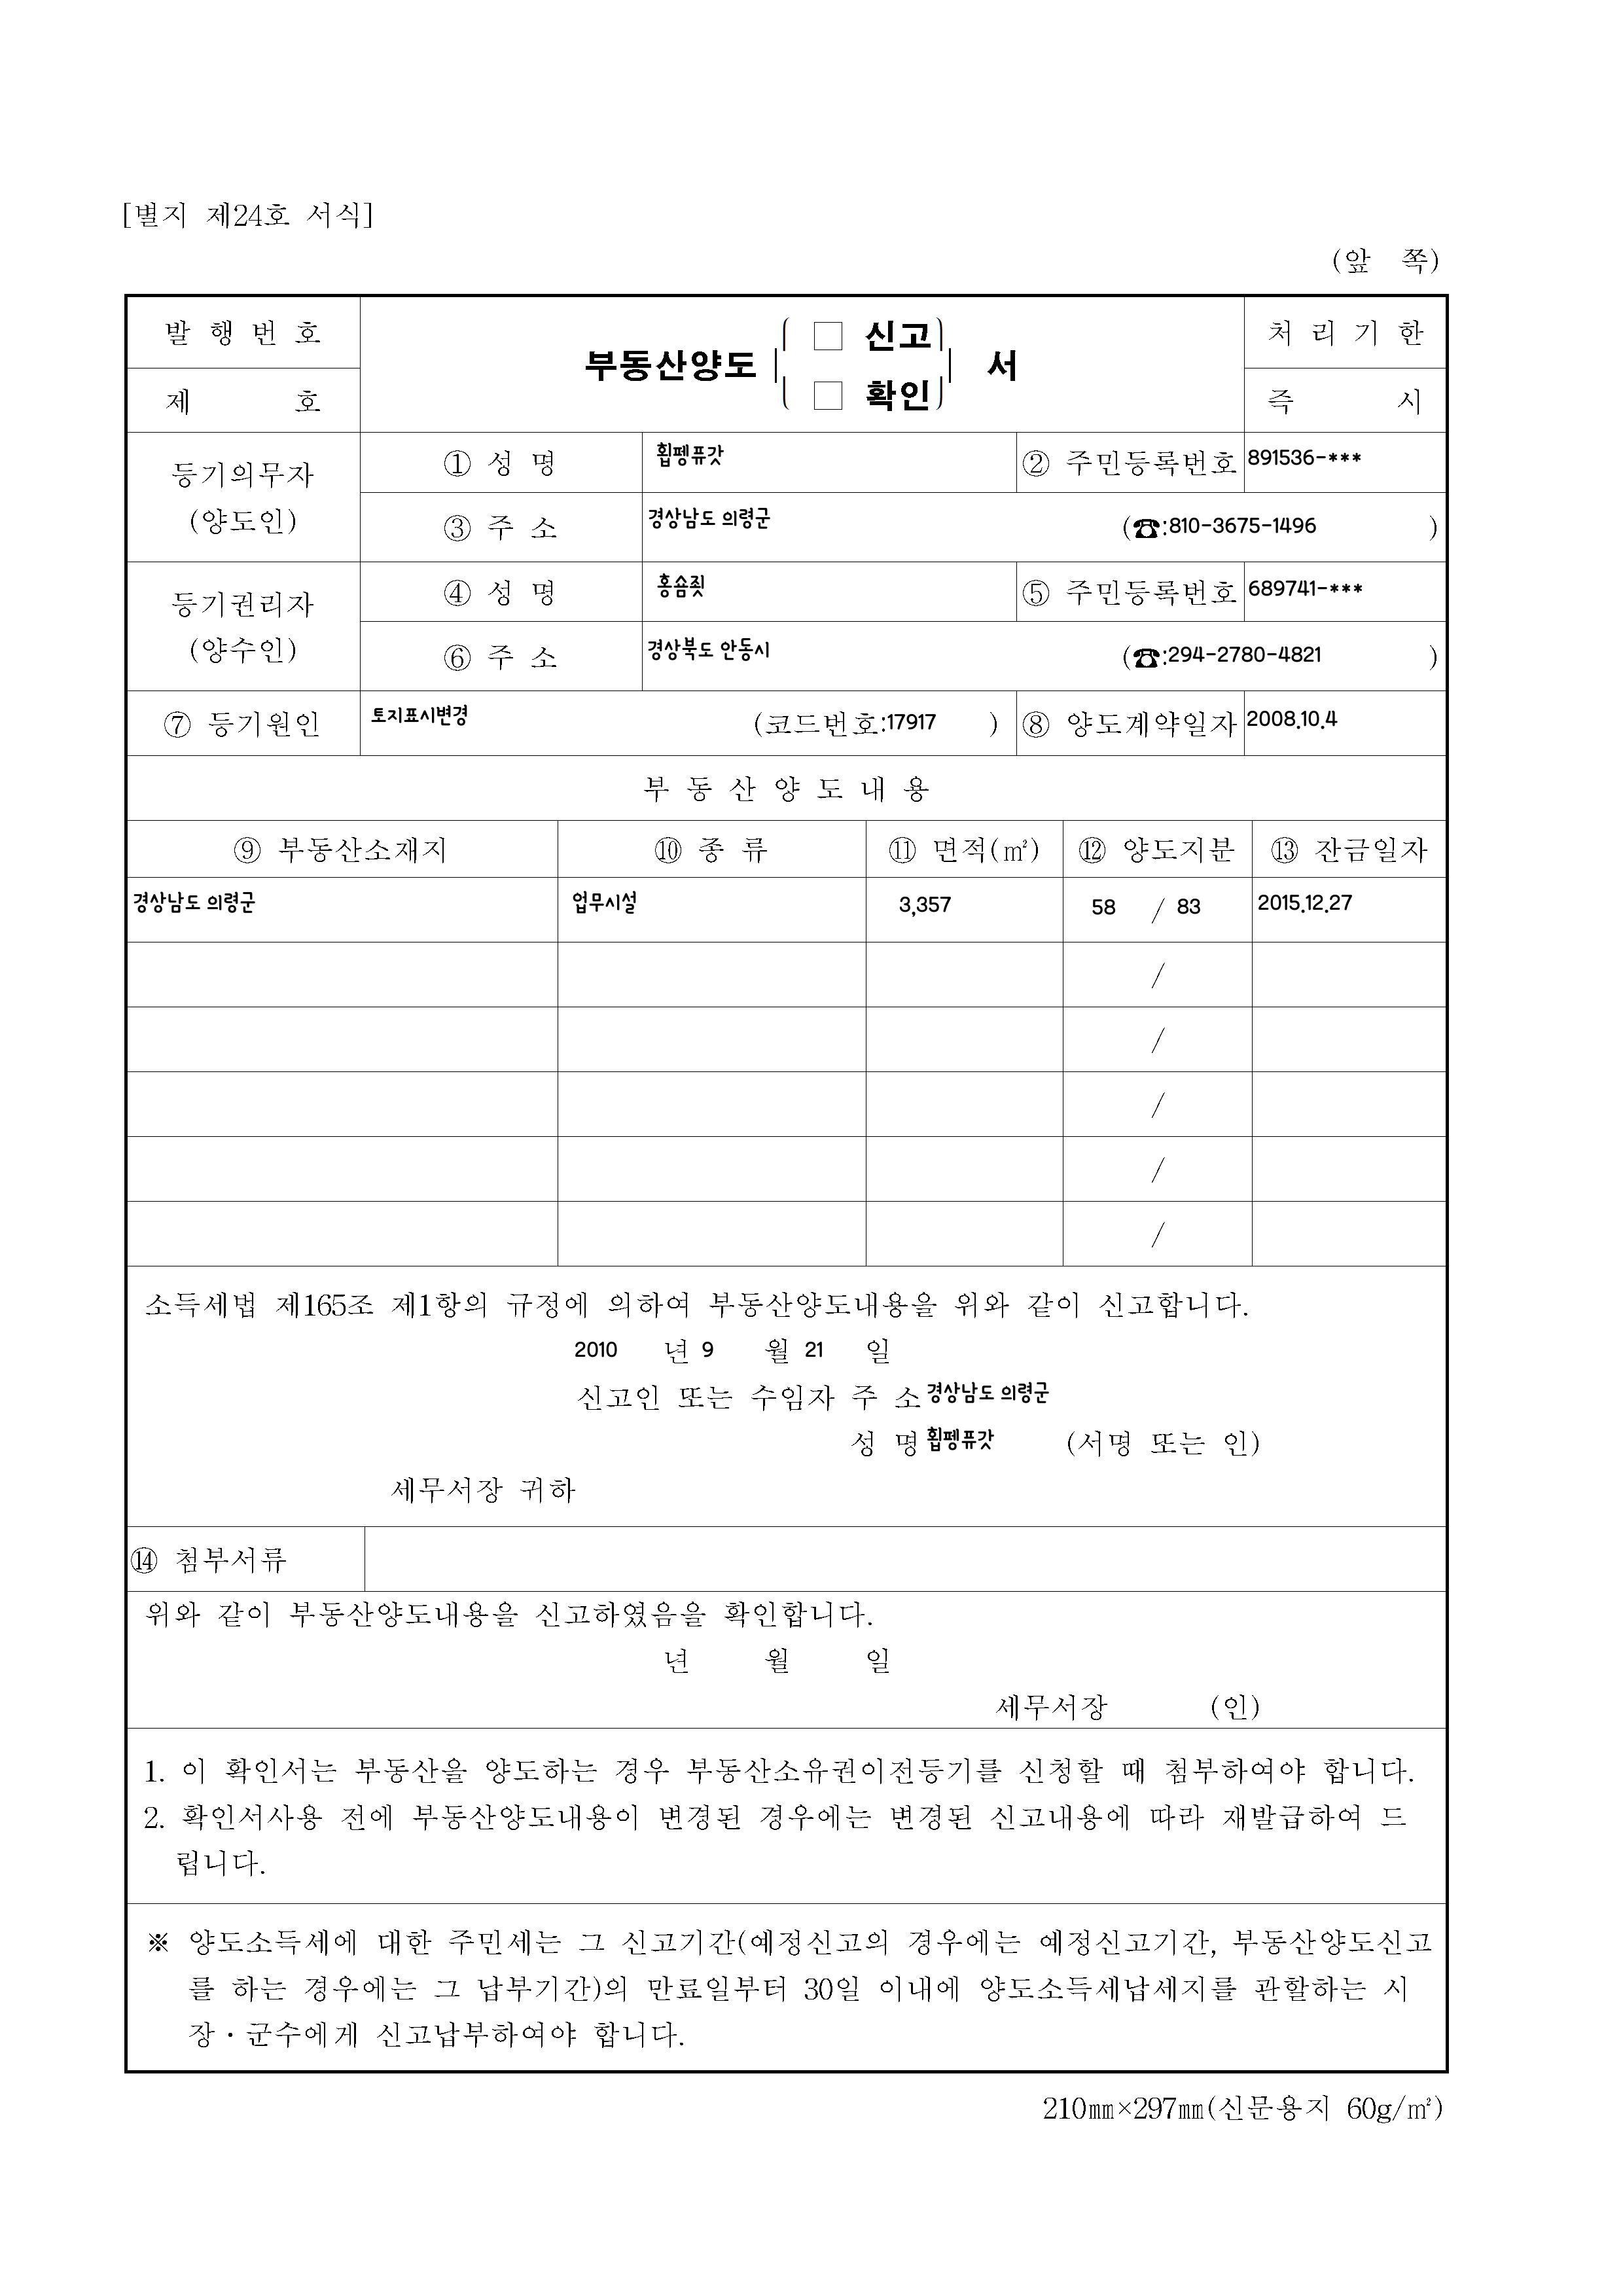 [별지 제24호 서식]
(앞 쪽)
발 행 번 호
제 호
부동산양도 □ 신고 □ 확인 서
처 리 기 한
즉 시
등기의무자
(양도인)
① 성 명 휩펭퓨갓 ② 주민등록번호 891536-***
③ 주 소 경상남도 의령군 (☎:810-3675-1496 )
등기권리자
(양수인)
④ 성 명 홍숌죗 ⑤ 주민등록번호 689741-***
⑥ 주 소 경상북도 안동시 (☎:294-2780-4821 )
⑦ 등기원인 토지표시변경 (코드번호:17917 ) ⑧ 양도계약일자 2008.10.4
부 동 산 양 도 내 용
⑨ 부동산소재지 ⑩ 종 류 ⑪ 면적(㎡) ⑫ 양도지분 ⑬ 잔금일자
경상남도 의령군 업무시설 3,357 58 / 83 2015.12.27
/
/
/
/
/
소득세법 제165조 제1항의 규정에 의하여 부동산양도내용을 위와 같이 신고합니다.
2010 년 9 월 21 일
신고인 또는 수임자 주 소 경상남도 의령군
성 명 휩펭퓨갓 (서명 또는 인)
세무서장 귀하
⑭ 첨부서류
위와 같이 부동산양도내용을 신고하였음을 확인합니다.
년 월 일
세무서장 (인)
1. 이 확인서는 부동산을 양도하는 경우 부동산소유권이전등기를 신청할 때 첨부하여야 합니다.
2. 확인서사용 전에 부동산양도내용이 변경된 경우에는 변경된 신고내용에 따라 재발급하여 드
립니다.
※ 양도소득세에 대한 주민세는 그 신고기간(예정신고의 경우에는 예정신고기간, 부동산양도신고
를 하는 경우에는 그 납부기간)의 만료일부터 30일 이내에 양도소득세납세지를 관할하는 시
장·군수에게 신고납부하여야 합니다.
210㎜×297㎜(신문용지 60g/㎡)